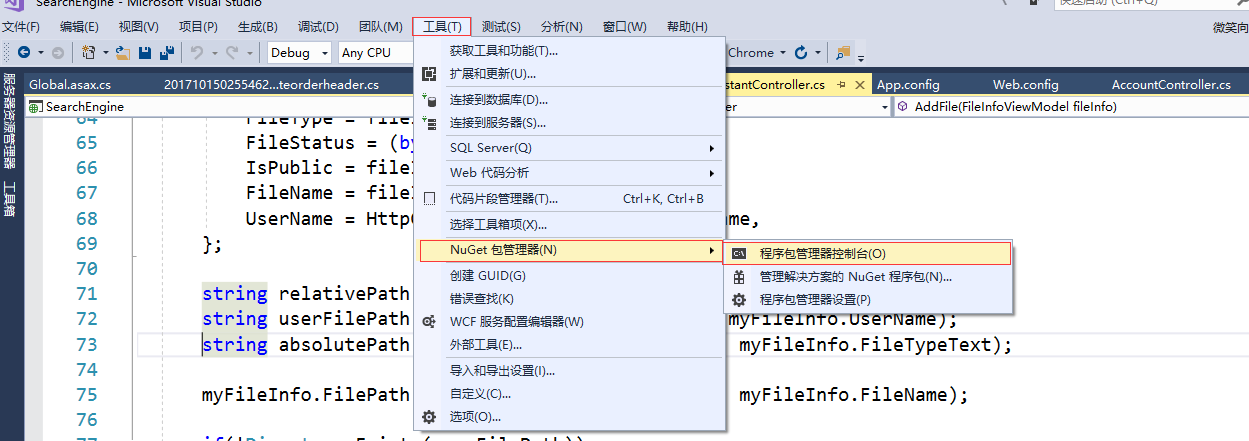 SearchEngine - Microsoft Visual Studio
快速启动 (Ctrl+Q)
文件(F) 编辑(E) 视图(V) 项目(P) 生成(B) 调试(D) 团队(M) 工具(T) 测试(S) 分析(N) 窗口(W) 帮助(H) 微笑向
Debug Any CPU Chrome
服务器资源管理器
工具箱
Global.asax.cs 201710150255462...teorderheader.cs stantController.cs App.config Web.config AccountController.cs
SearchEngine er AddFile(FileInfoViewModel fileInfo)
获取工具和功能(T)...
扩展和更新(U)...
连接到数据库(D)...
连接到服务器(S)...
SQL Server(Q)
Web 代码分析
代码片段管理器(T)... Ctrl+K, Ctrl+B
选择工具箱项(X)...
NuGet 包管理器(N)
创建 GUID(G)
错误查找(K)
WCF 服务配置编辑器(W)
外部工具(E)...
导入和导出设置(I)...
自定义(C)...
选项(O)...
程序包管理器控制台(O)
管理解决方案的 NuGet 程序包(N)...
程序包管理器设置(P)
64 FileType = file
65 FileStatus = (by
66 IsPublic = fileI
67 FileName = fileI
68 UserName = HttpC me,
69 };
70
71 string relativePath
72 string userFilePath myFileInfo.UserName);
73 string absolutePath myFileInfo.FileTypeText);
74
75 myFileInfo.FilePath myFileInfo.FileName);
76
77